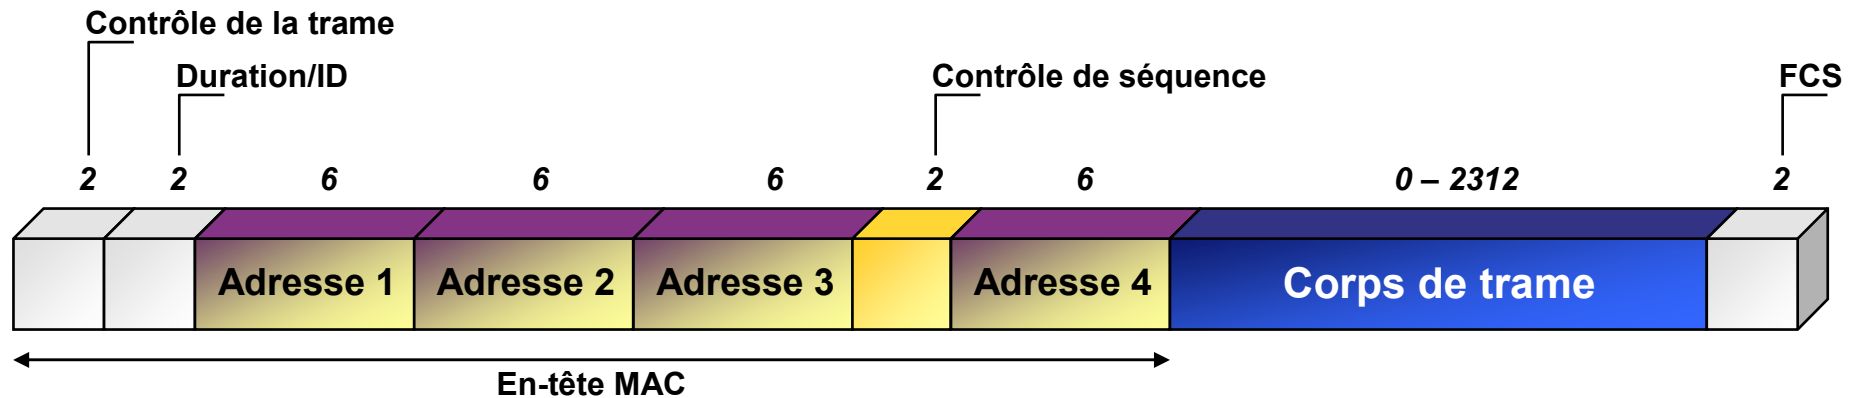 Contrôle de la trame
Duration/ID
Contrôle de séquence
FCS
2 2 6 6 6 2 6 0 – 2312 2
Adresse 1 Adresse 2 Adresse 3 Adresse 4 Corps de trame
En-tête MAC